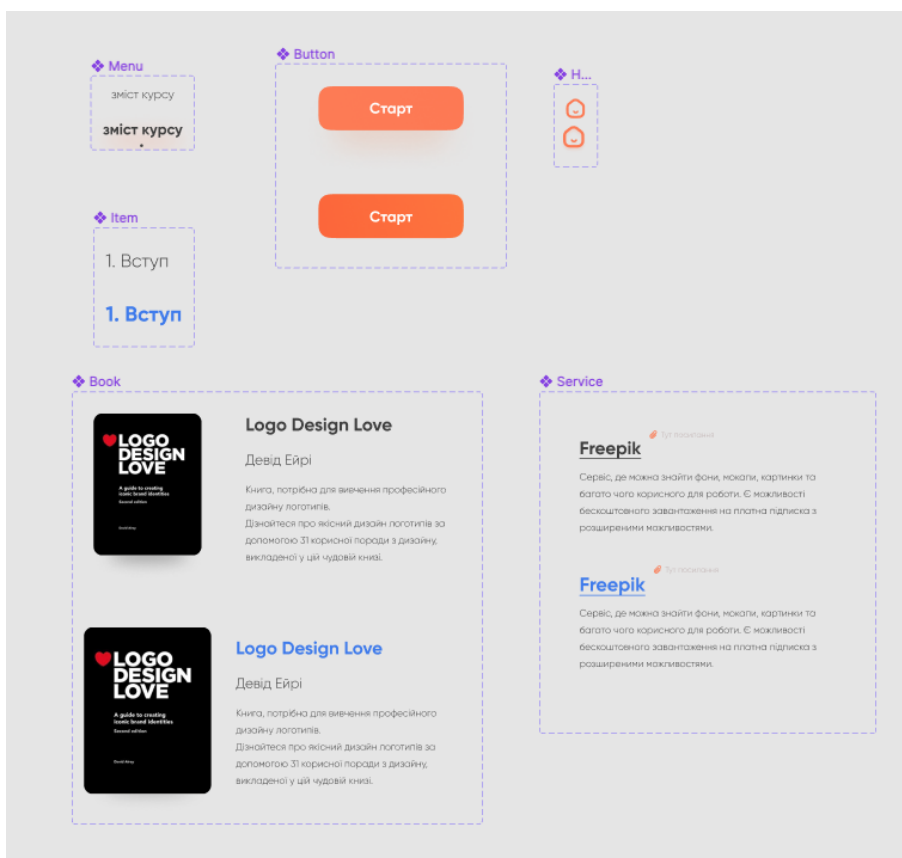 Menu
зміст курсу
зміст курсу
Button
Старт
Старт
H...
Item
1. Вступ
1. Вступ
Book
LOGO
DESIGN
LOVE
A guide to creating
iconic brand identities
Second edition
David Airey
Logo Design Love
Девід Ейрі
Книга, потрібна для вивчення професійного
дизайну логотипів.
Дізнайтеся про якісний дизайн логотипів за
допомогою 31 корисної поради з дизайну,
викладеної у цій чудовій книзі.
LOGO
DESIGN
LOVE
A guide to creating
iconic brand identities
Second edition
David Airey
Logo Design Love
Девід Ейрі
Книга, потрібна для вивчення професійного
дизайну логотипів.
Дізнайтеся про якісний дизайн логотипів за
допомогою 31 корисної поради з дизайну,
викладеної у цій чудовій книзі.
Service
Тут посилання
Freepik
Сервіс, де можна знайти фони, мокапи, картинки та
багато чого корисного для роботи. Є можливості
безкоштовного завантаження на платна підписка з
розширеними можливостями.
Тут посилання
Freepik
Сервіс, де можна знайти фони, мокапи, картинки та
багато чого корисного для роботи. Є можливості
безкоштовного завантаження на платна підписка з
розширеними можливостями.